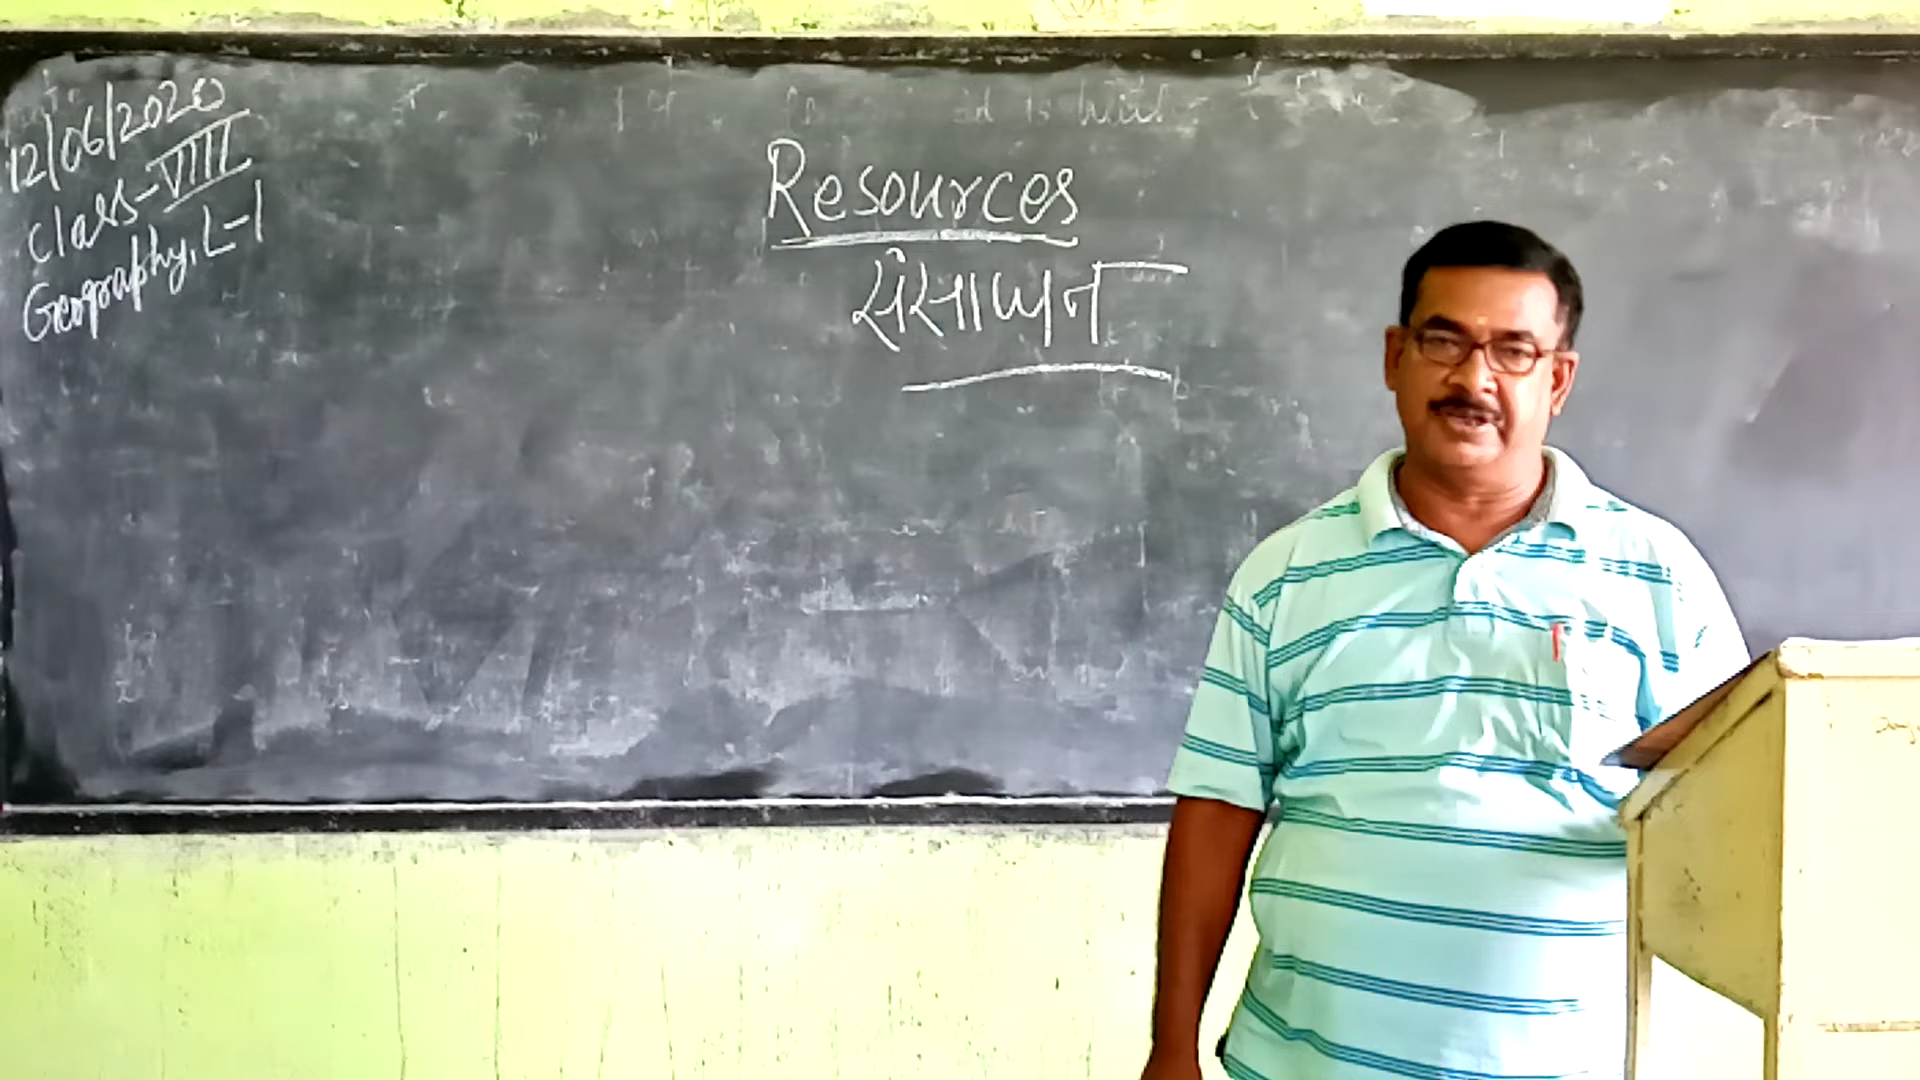 12/06/2020
Class-VIII
Geography, L-1
Resources
संसाधन